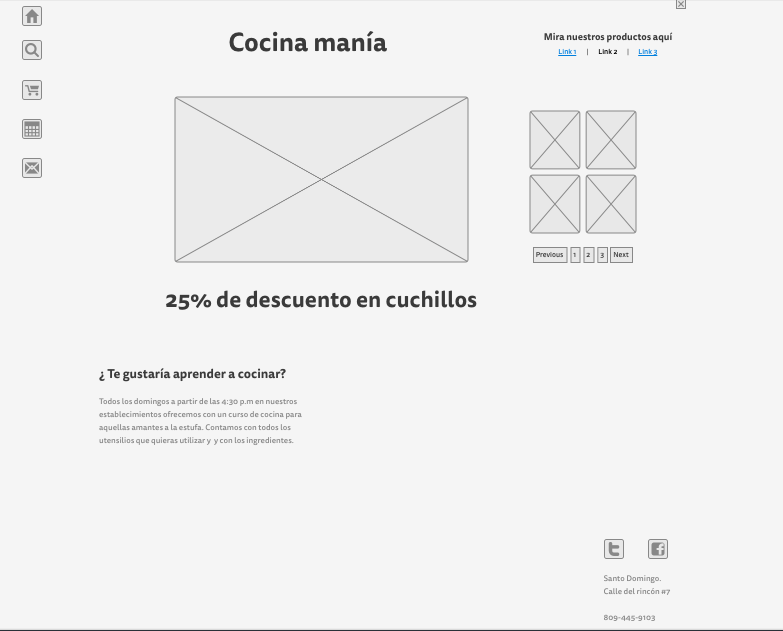 Cocina manía
Mira nuestros productos aquí
Link 1 | Link 2 | Link 3
Previous 1 2 3 Next
25% de descuento en cuchillos
¿ Te gustaría aprender a cocinar?
Todos los domingos a partir de las 4:30 p.m en nuestros
establecimientos ofrecemos con un curso de cocina para
aquellas amantes a la estufa. Contamos con todos los
utensilios que quieras utilizar y y con los ingredientes.
Santo Domingo.
Calle del rincón #7
809-445-9103